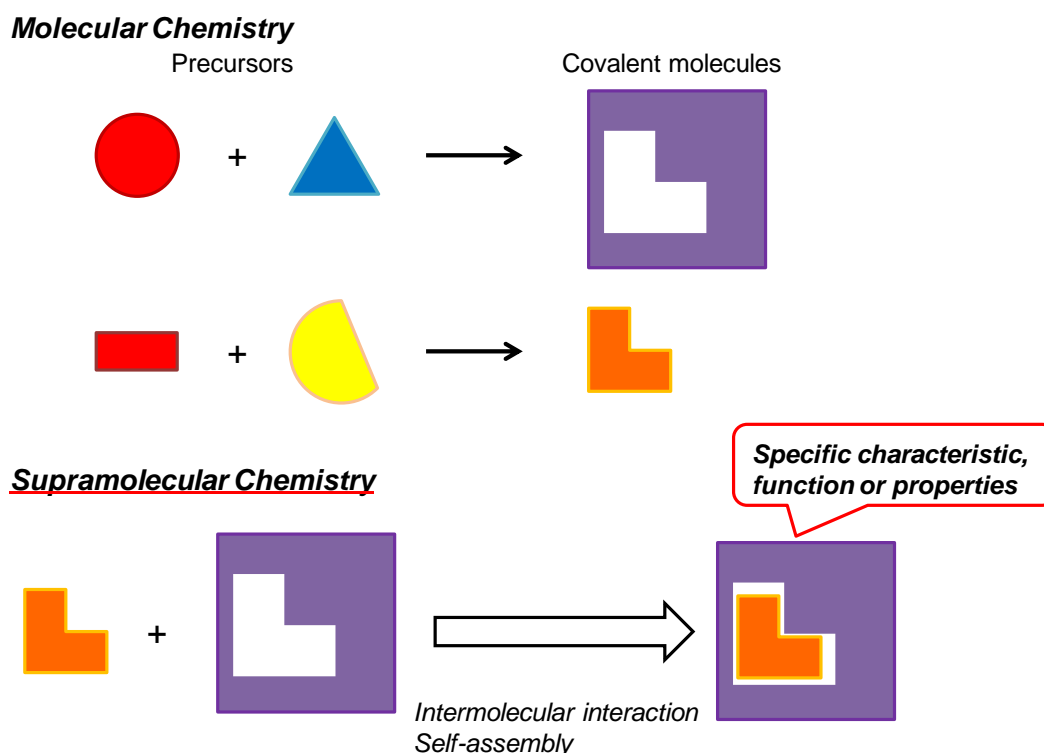 Molecular Chemistry
Precursors
Covalent molecules
+
+
Supramolecular Chemistry
Specific characteristic,
function or properties
+
Intermolecular interaction
Self-assembly